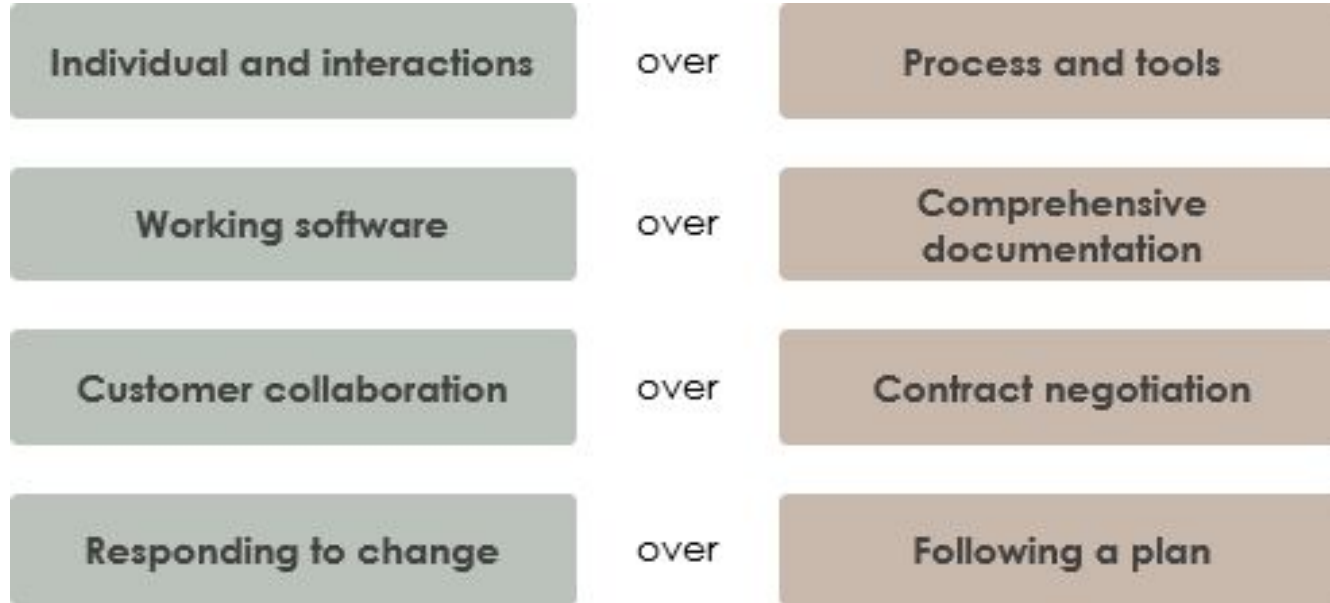 Individual and interactions over Process and tools
Working software over Comprehensive
documentation
Customer collaboration over Contract negotiation
Responding to change over Following a plan